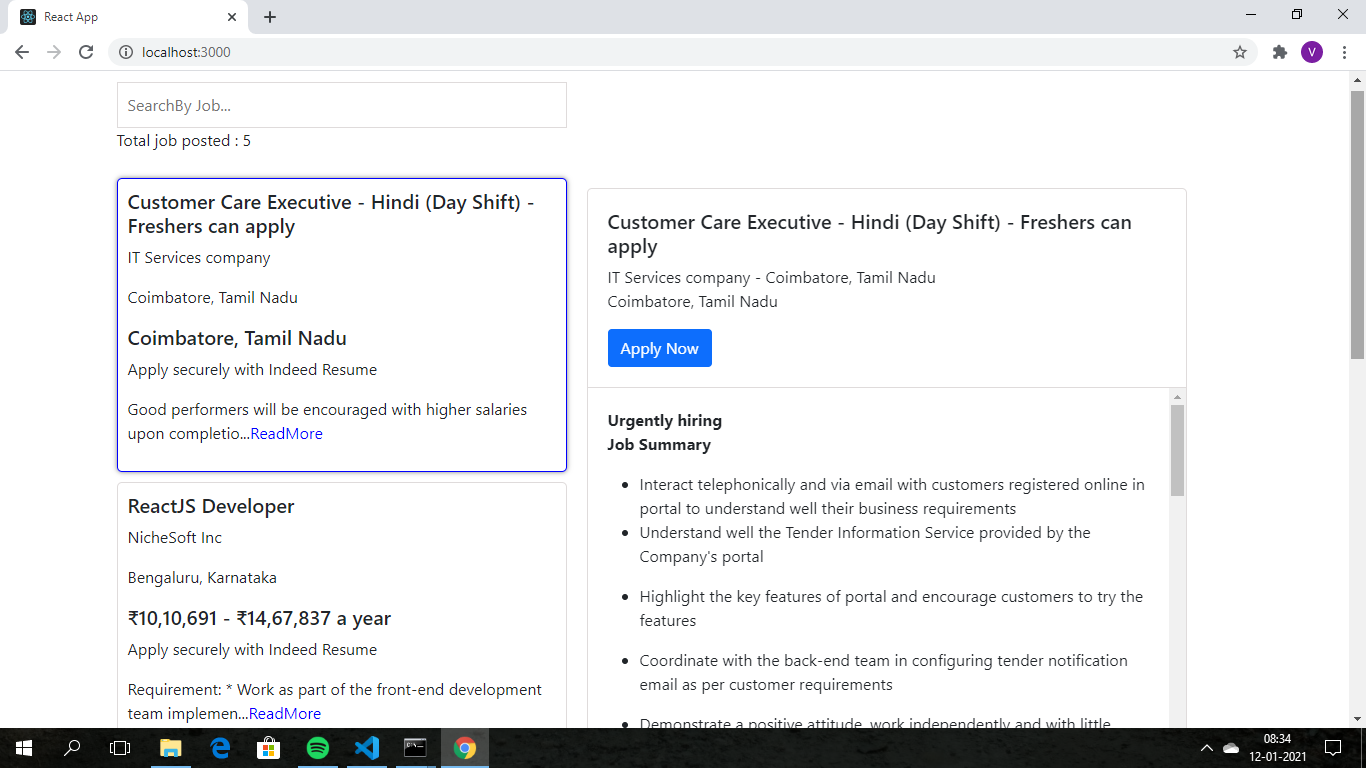 React App
localhost:3000
V
SearchBy Job...
Total job posted : 5
Customer Care Executive - Hindi (Day Shift) -
Freshers can apply
IT Services company
Coimbatore, Tamil Nadu
Coimbatore, Tamil Nadu
Apply securely with Indeed Resume
Good performers will be encouraged with higher salaries
upon completio...ReadMore
ReactJS Developer
NicheSoft Inc
Bengaluru, Karnataka
₹10,10,691 - ₹14,67,837 a year
Apply securely with Indeed Resume
Requirement: * Work as part of the front-end development
team implemen...ReadMore
Customer Care Executive - Hindi (Day Shift) - Freshers can
apply
IT Services company - Coimbatore, Tamil Nadu
Coimbatore, Tamil Nadu
Apply Now
Urgently hiring
Job Summary
• Interact telephonically and via email with customers registered online in
portal to understand well their business requirements
• Understand well the Tender Information Service provided by the
Company's portal
• Highlight the key features of portal and encourage customers to try the
features
• Coordinate with the back-end team in configuring tender notification
email as per customer requirements
• Demonstrate a positive attitude, work independently and with little
08:34
12-01-2021